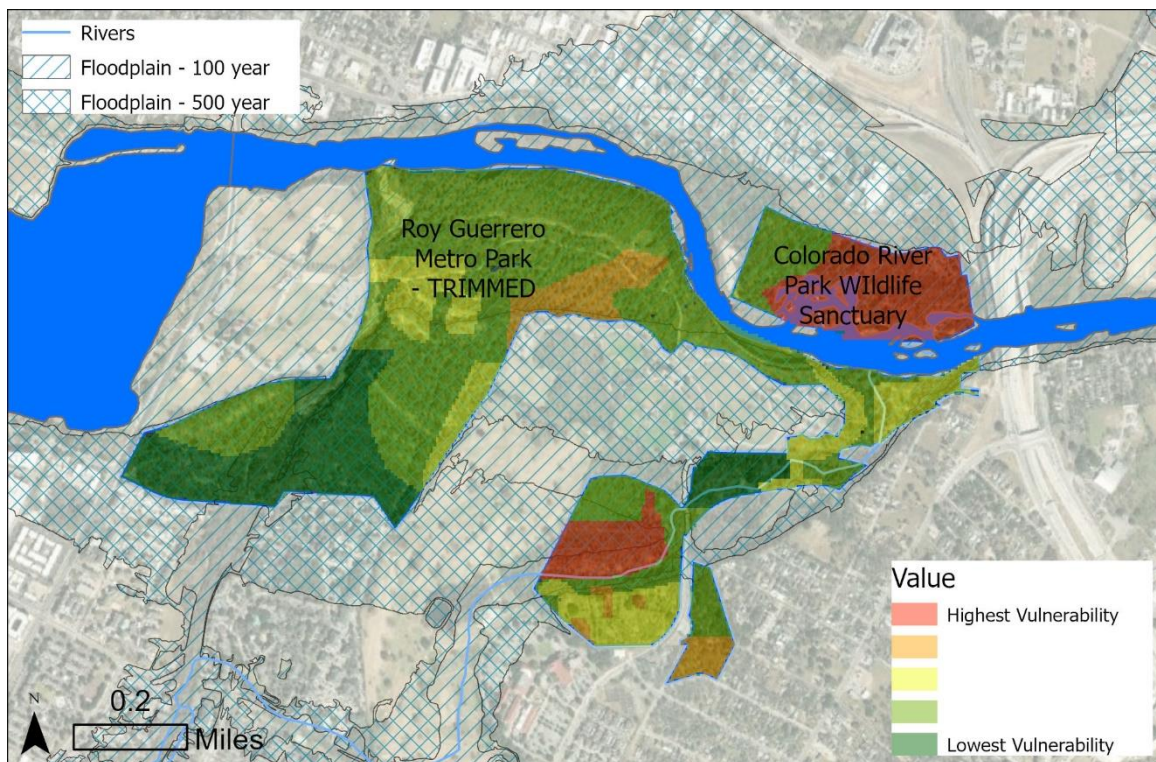 Rivers
Floodplain - 100 year
Floodplain - 500 year
Roy Guerrero
Metro Park
- TRIMMED
Colorado River
Park WIldlife
Sanctuary
Value
Highest Vulnerability
Lowest Vulnerability
N
0.2
Miles